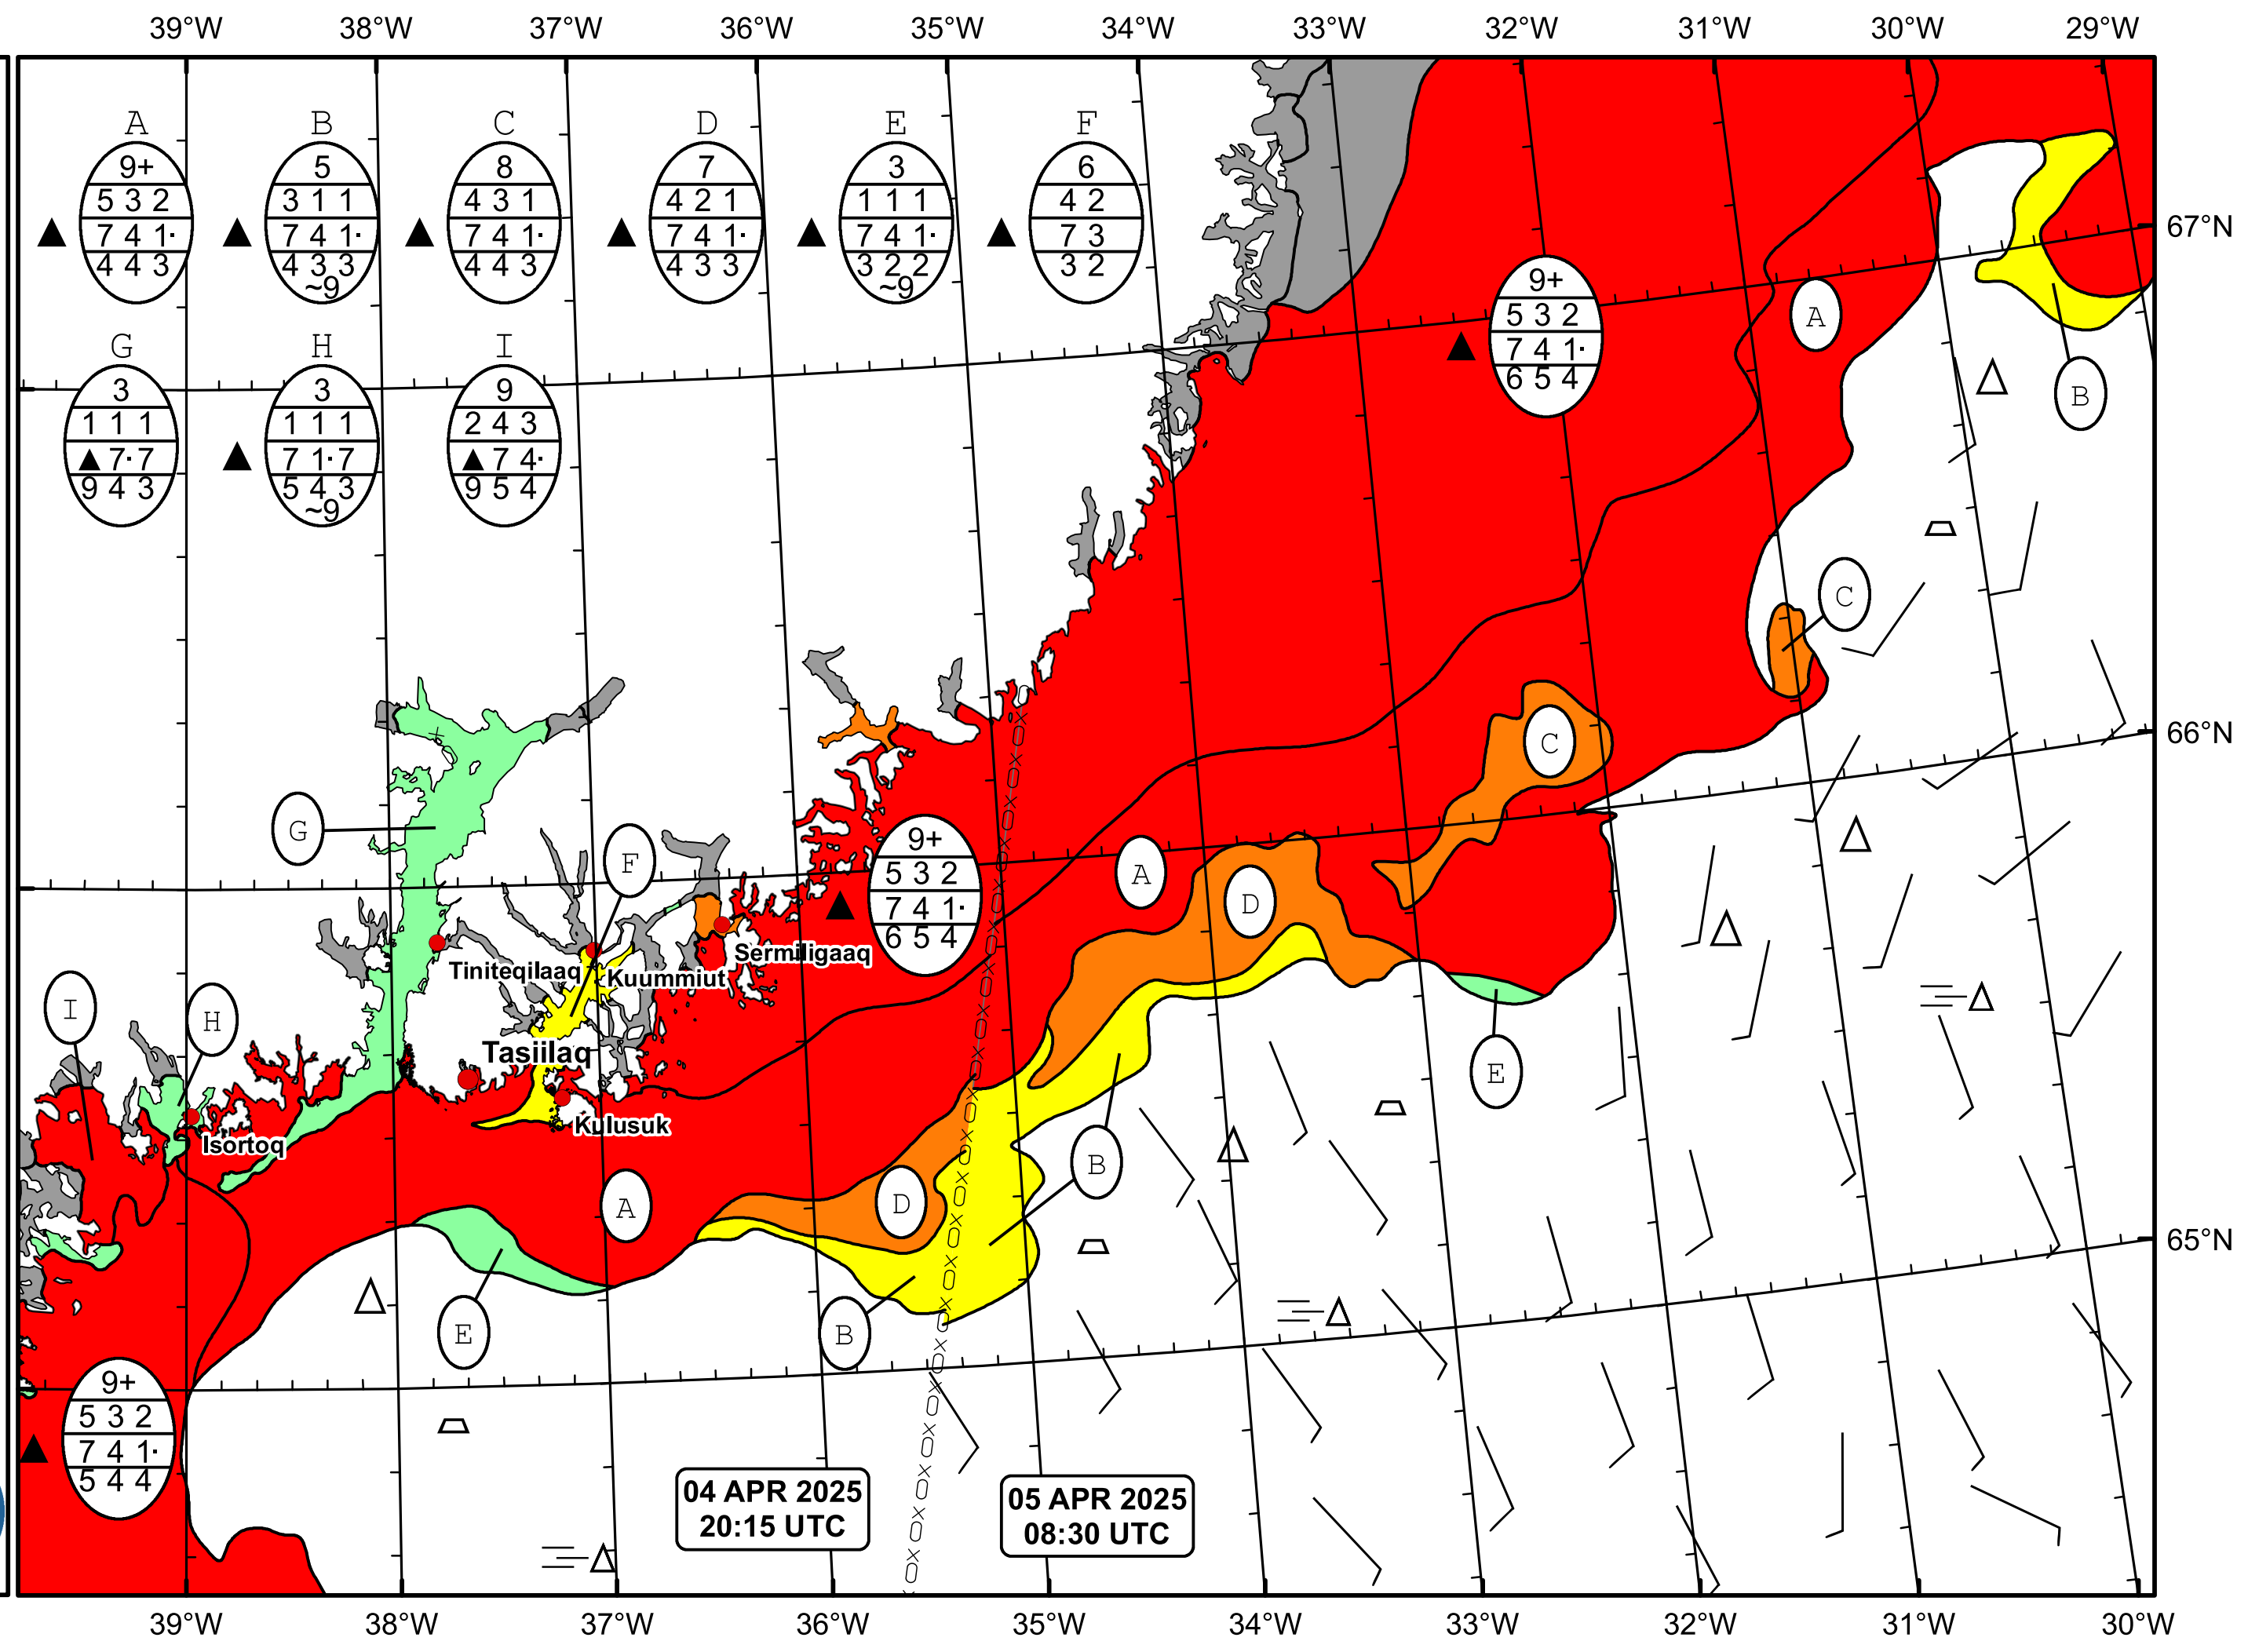 39°W 38°W 37°W 36°W 35°W 34°W 33°W 32°W 31°W 30°W 29°W
A B C D E F
9+ 5 8 7 3 6
5 3 2 3 1 1 4 3 1 4 2 1 1 1 1 4 2
▲ 7 4 1· ▲ 7 4 1· ▲ 7 4 1· ▲ 7 4 1· ▲ 7 4 1· ▲ 7 3
4 4 3 4 3 3 4 4 3 4 3 3 3 2 2 3 2
~9 ~9
67°N
9+
5 3 2
▲ 7 4 1·
6 5 4
A
B
G H I
3 3 9
1 1 1 1 1 1 2 4 3
▲ 7· 7 ▲ 7 1· 7 ▲ 7 4·
9 4 3 5 4 3 9 5 4
~9
C
C
66°N
G
F
9+
5 3 2
▲ 7 4 1·
6 5 4
A
D
Sermiligaaq
Tiniteqilaaq
Kuummiut
I
H
Tasiilaq
E
Kulusuk
Isortoq
B
A
D
65°N
E
B
9+
5 3 2
▲ 7 4 1·
5 4 4
04 APR 2025
20:15 UTC
05 APR 2025
08:30 UTC
39°W 38°W 37°W 36°W 35°W 34°W 33°W 32°W 31°W 30°W